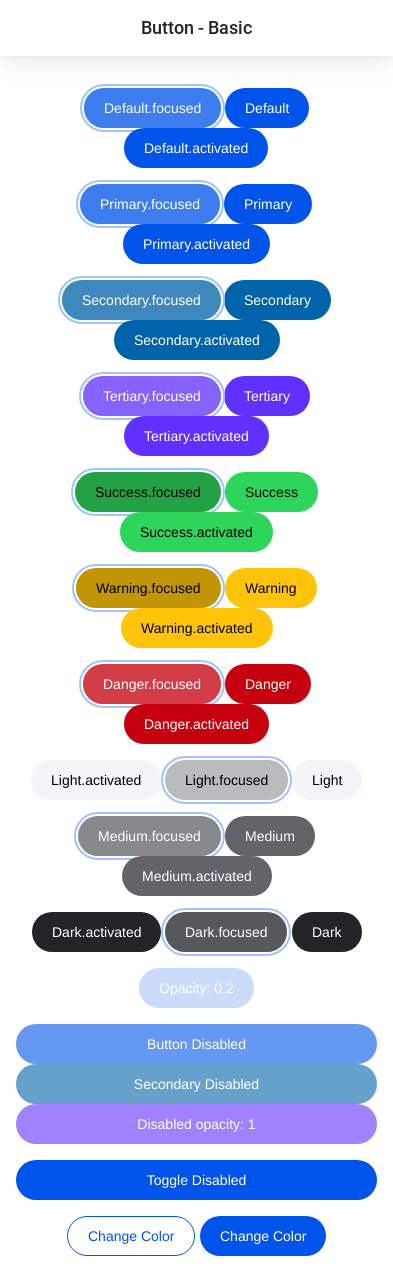 Button - Basic
Default.focused Default
Default.activated
Primary.focused Primary
Primary.activated
Secondary.focused Secondary
Secondary.activated
Tertiary.focused Tertiary
Tertiary.activated
Success.focused Success
Success.activated
Warning.focused Warning
Warning.activated
Danger.focused Danger
Danger.activated
Light.activated Light.focused Light
Medium.focused Medium
Medium.activated
Dark.activated Dark.focused Dark
Opacity: 0.2
Button Disabled
Secondary Disabled
Disabled opacity: 1
Toggle Disabled
Change Color Change Color